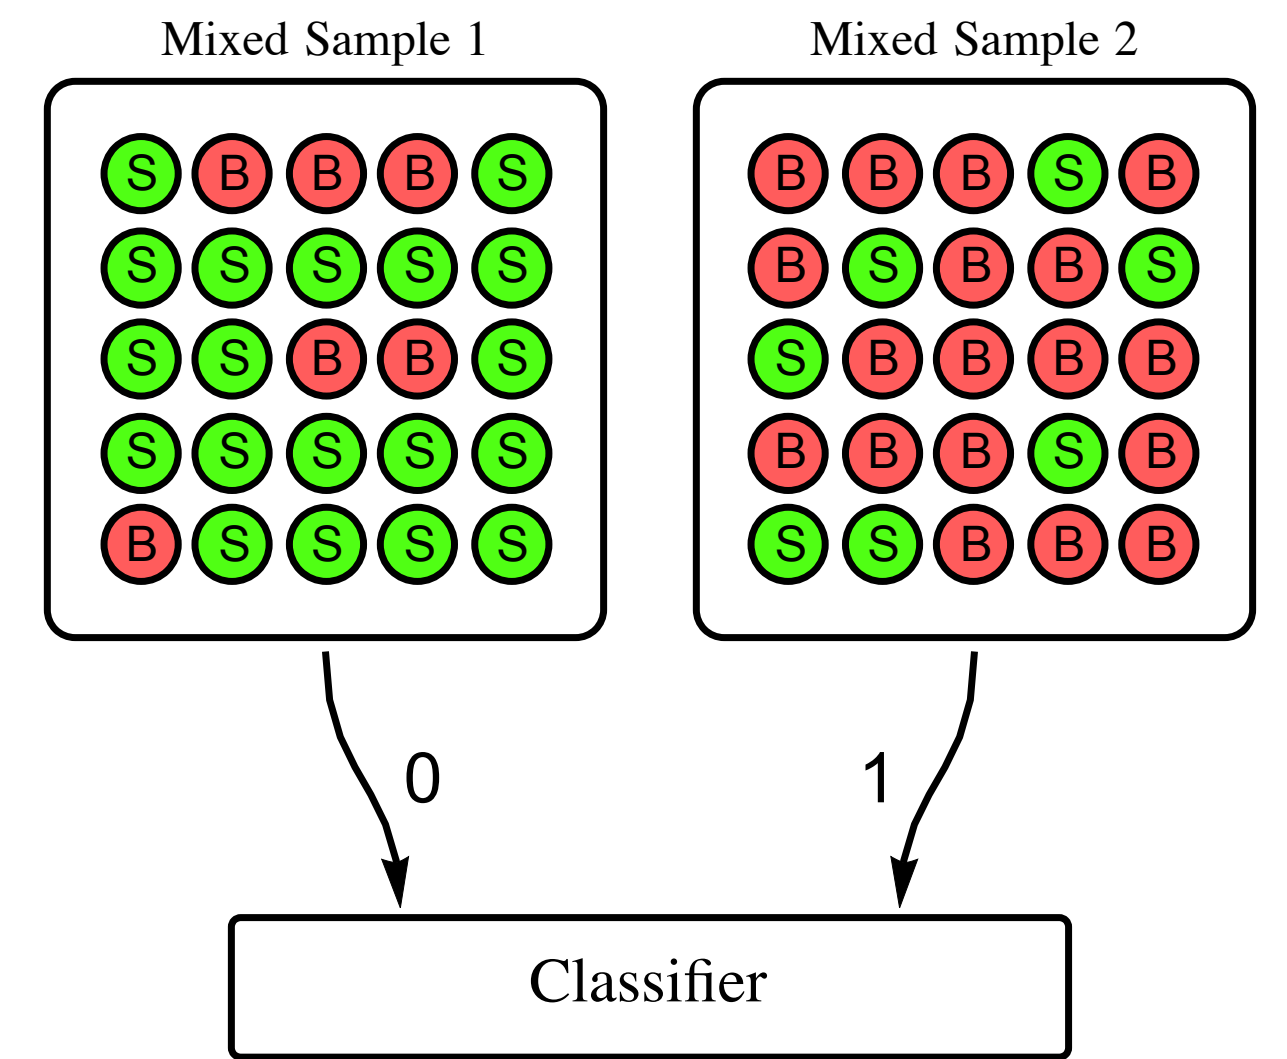 Mixed Sample 1
Mixed Sample 2
S B B B S
S S S S S
S S B B S
S S S S S
B S S S S
B B B S B
B S B B S
S B B B B
B B B S B
S S B B B
0
1
Classifier